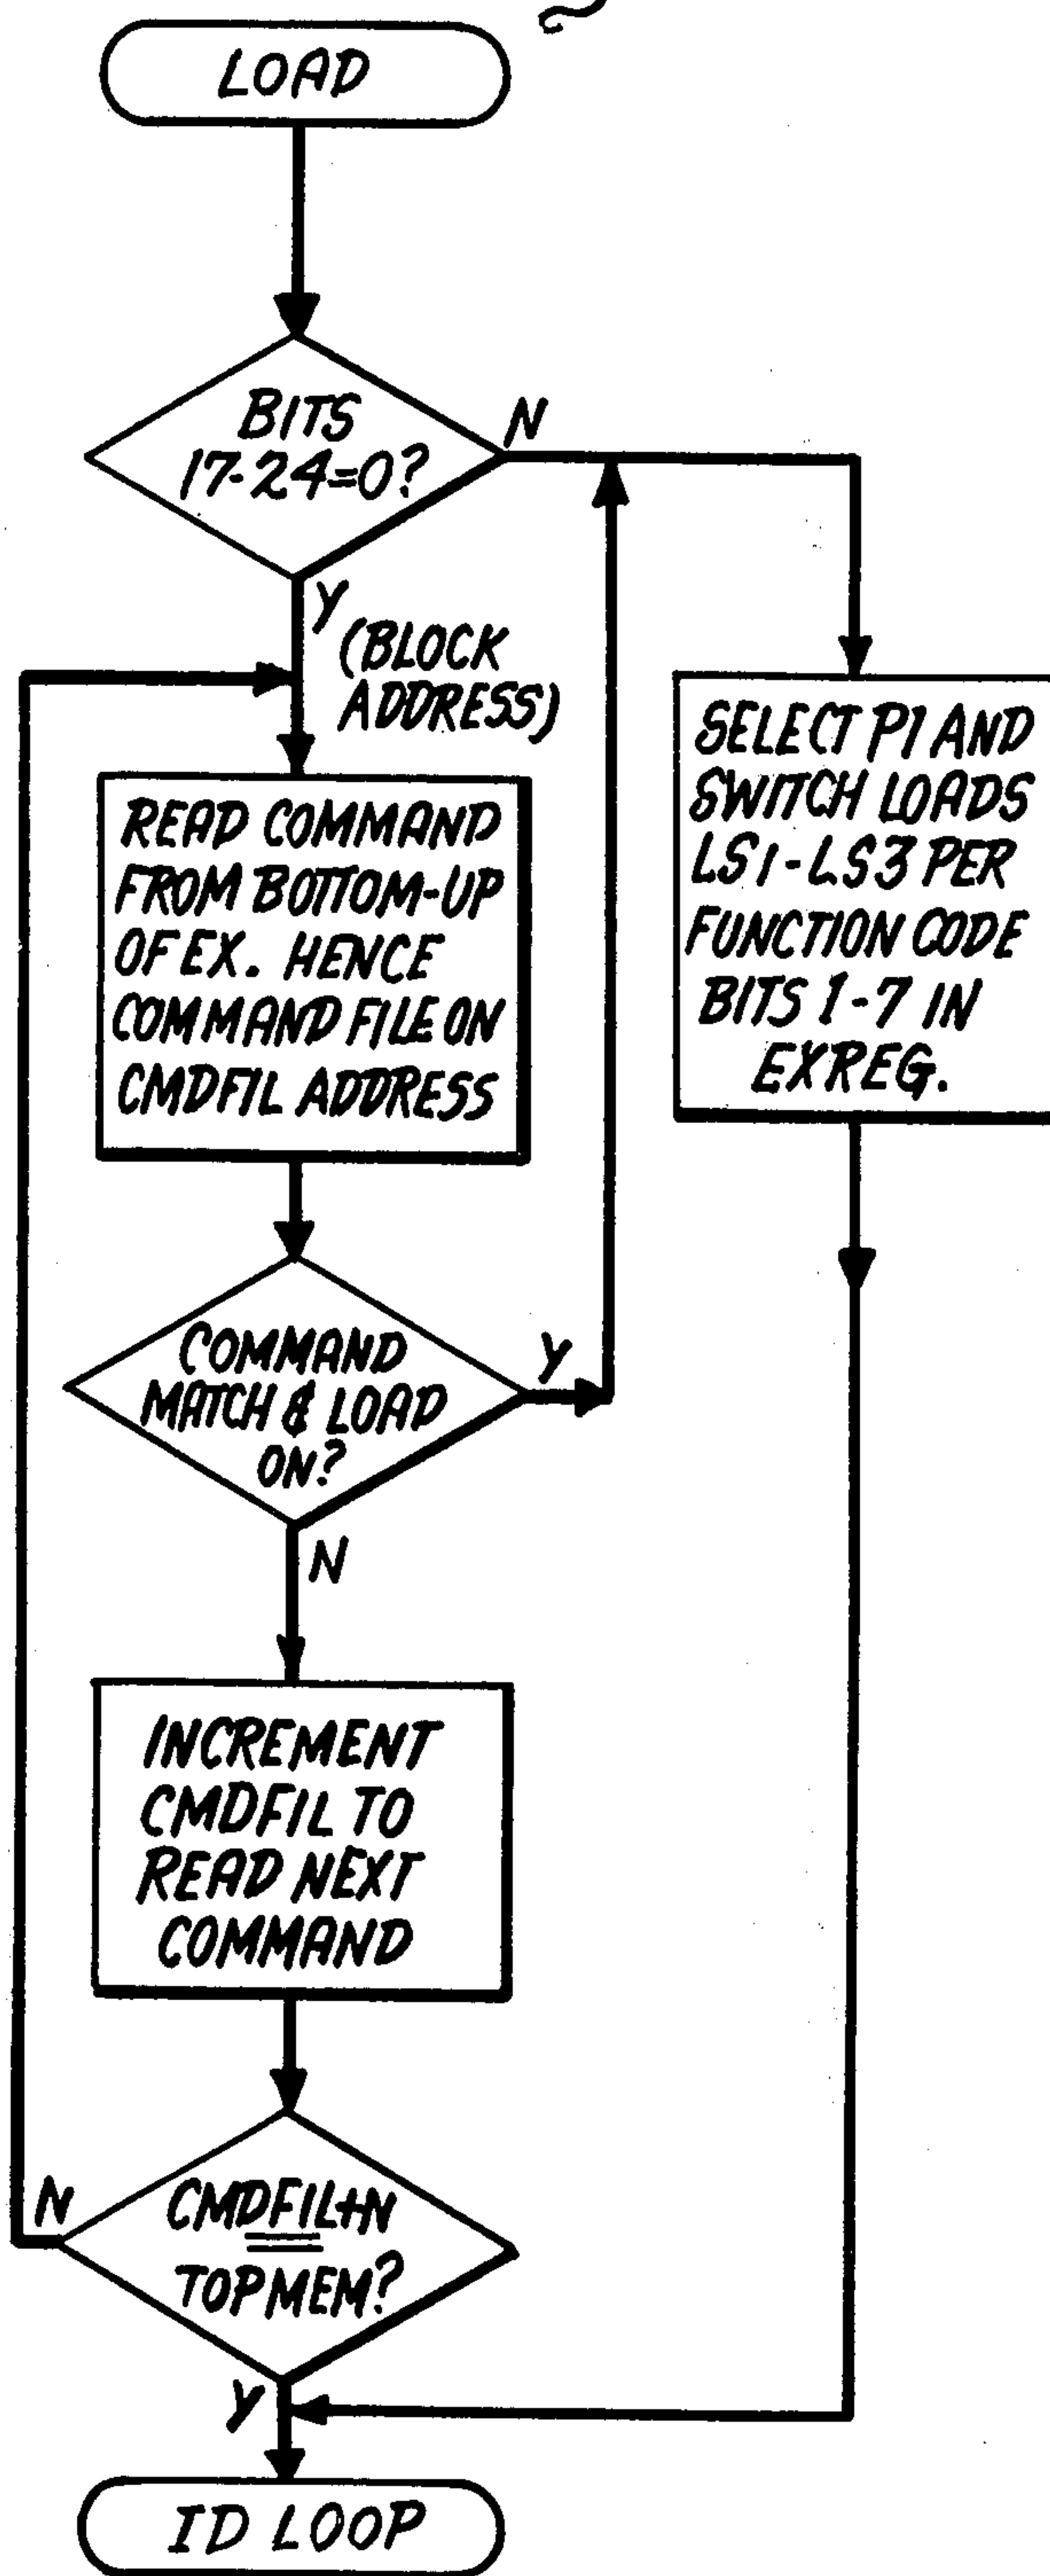 LOAD
BITS
17-24=0?
N
Y
(BLOCK
ADDRESS)
READ COMMAND
FROM BOTTOM-UP
OF EX. HENCE
COMMAND FILE ON
CMDFIL ADDRESS
SELECT P1 AND
SWITCH LOADS
LS1-LS3 PER
FUNCTION CODE
BITS 1-7 IN
EXREG.
COMMAND
MATCH & LOAD
ON?
Y
N
INCREMENT
CMDFIL TO
READ NEXT
COMMAND
N
CMDFIL+N
=
TOPMEM?
Y
ID LOOP